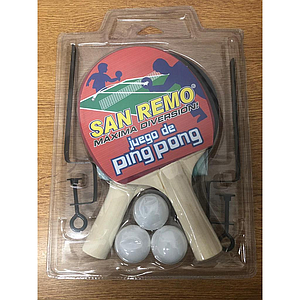 SAN REMO®
MAXIMA DIVERSION!
juego de
ping pong